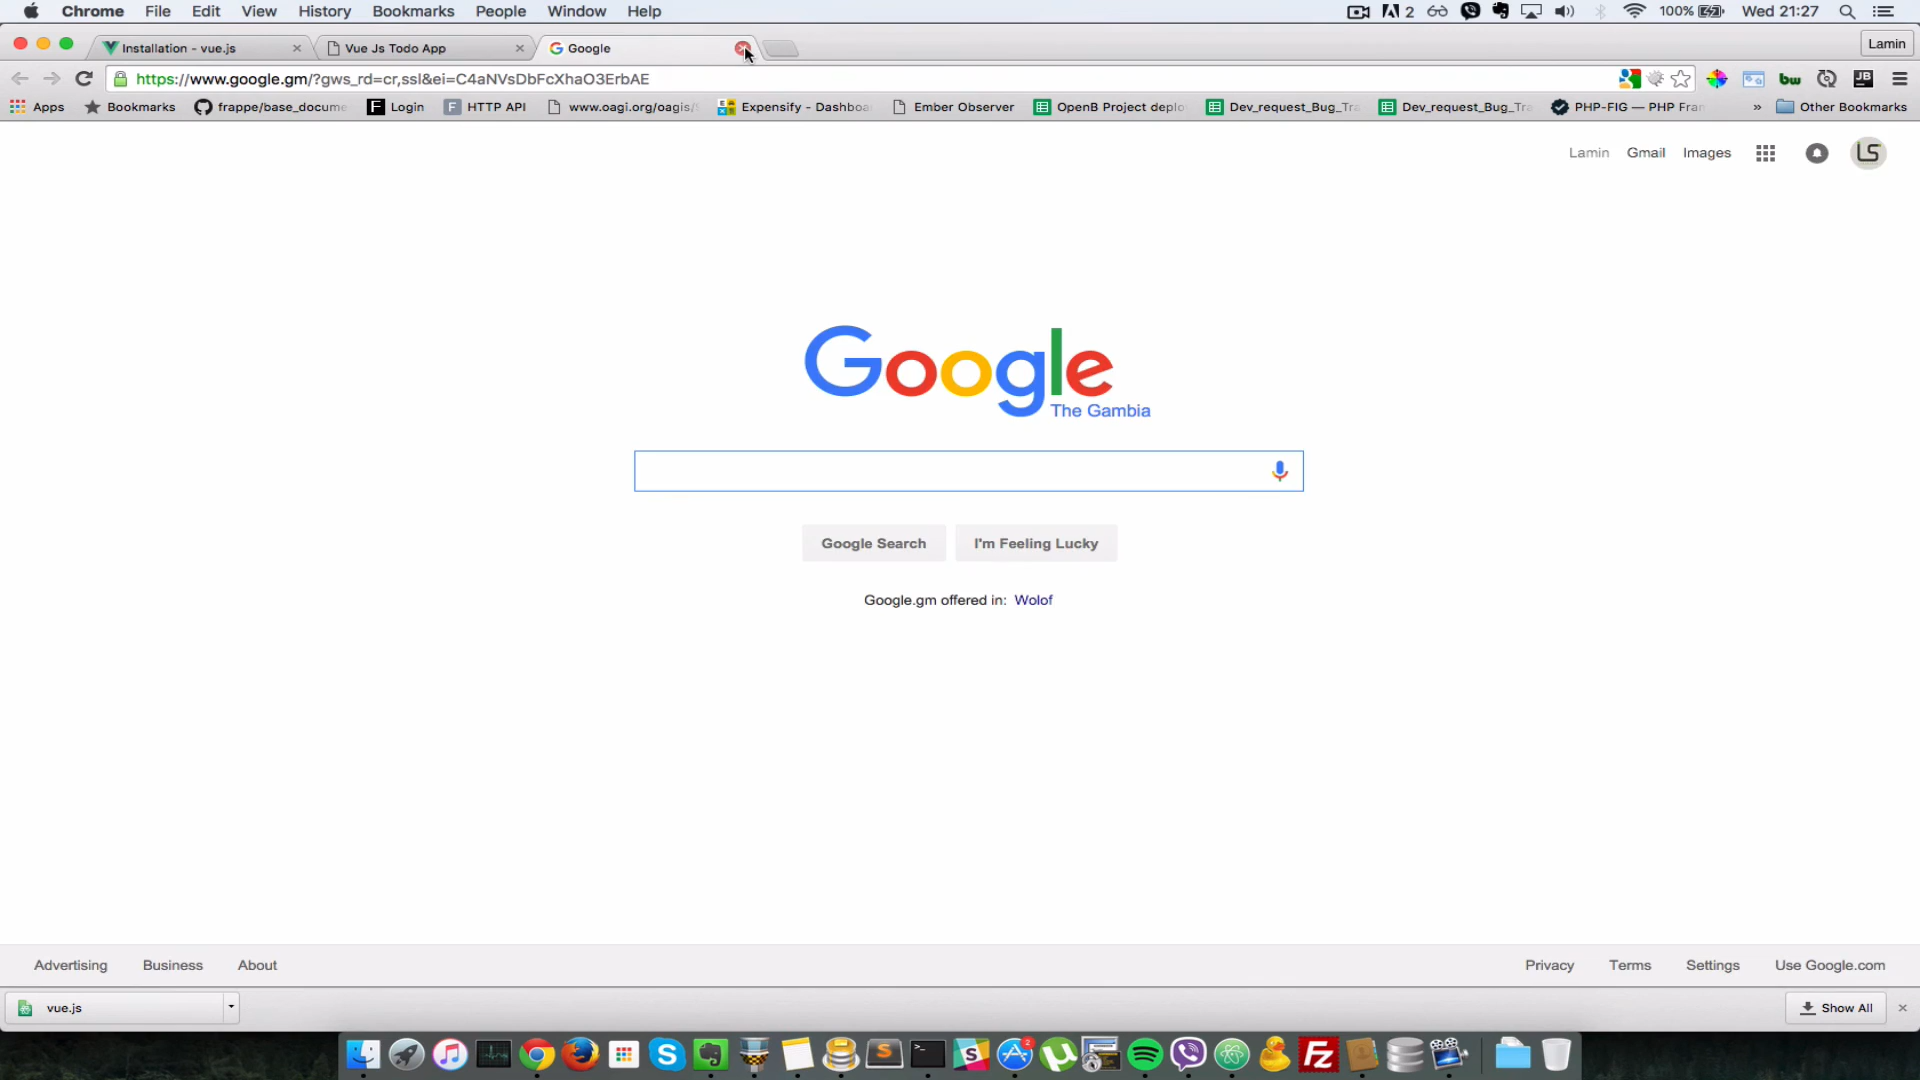 Chrome File Edit View History Bookmarks People Window Help 2 100% Wed 21:27
Installation - vue.js Vue Js Todo App Google Lamin
https://www.google.gm/?gws_rd=cr,ssl&ei=C4aNVsDbFcXhaO3ErbAE bw JB
Apps Bookmarks frappe/base_docume F Login F HTTP API www.oagi.org/oagis/ Expensify - Dashboa Ember Observer OpenB Project deplo Dev_request_Bug_Tra Dev_request_Bug_Tra PHP-FIG — PHP Fran » Other Bookmarks
Lamin Gmail Images LS
Google
The Gambia
Google Search I'm Feeling Lucky
Google.gm offered in: Wolof
Advertising Business About Privacy Terms Settings Use Google.com
vue.js Show All